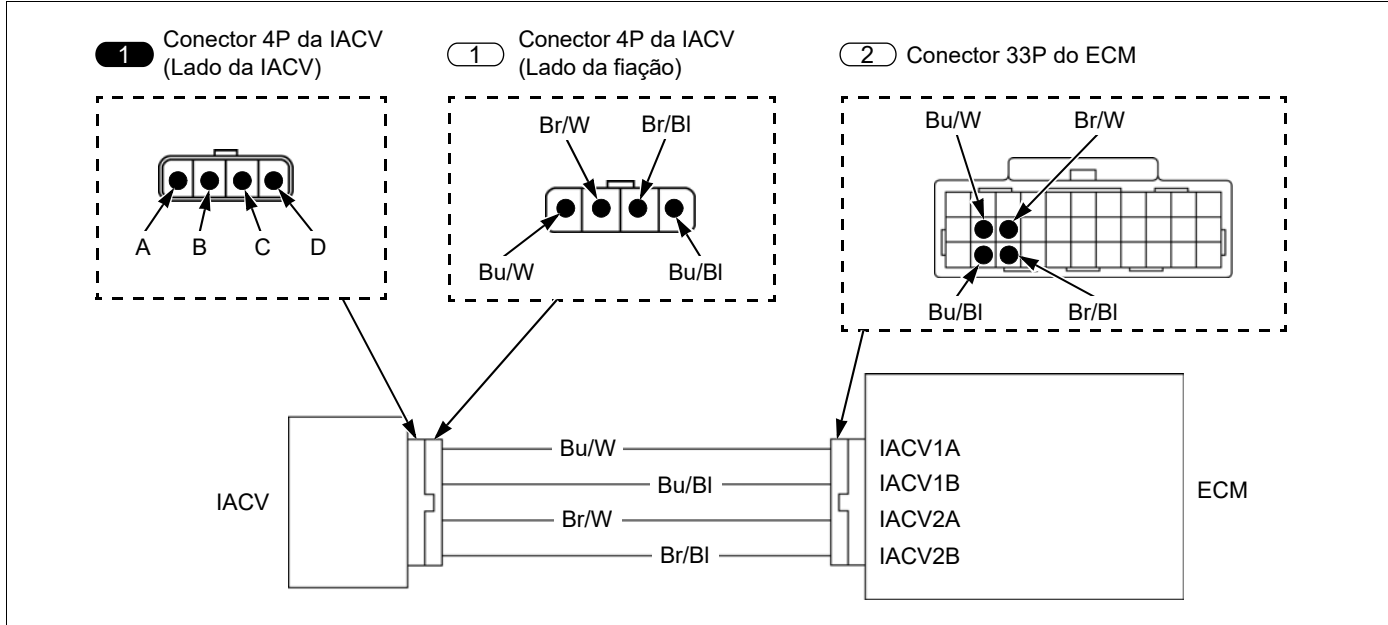 1 Conector 4P da IACV
(Lado da IACV)
1 Conector 4P da IACV
(Lado da fiação)
2 Conector 33P do ECM
A B C D
Br/W Br/Bl
Bu/W Bu/Bl
Bu/W Br/W
Bu/Bl Br/Bl
IACV
Bu/W
Bu/Bl
Br/W
Br/Bl
IACV1A
IACV1B
IACV2A
IACV2B
ECM